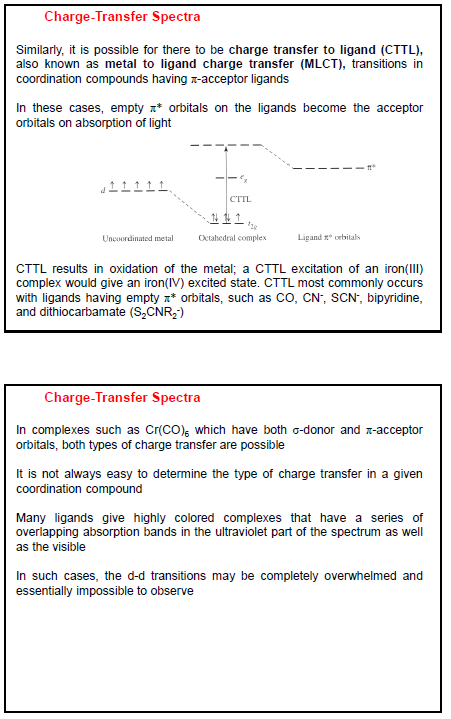 Charge-Transfer Spectra
Similarly, it is possible for there to be charge transfer to ligand (CTTL),
also known as metal to ligand charge transfer (MLCT), transitions in
coordination compounds having π-acceptor ligands
In these cases, empty π* orbitals on the ligands become the acceptor
orbitals on absorption of light
π*
e_g
d ↑ ↑ ↑ ↑ ↑
CTTL
⇅ ⇅ ↑ t₂g
Uncoordinated metal Octahedral complex Ligand π* orbitals
CTTL results in oxidation of the metal; a CTTL excitation of an iron(III)
complex would give an iron(IV) excited state. CTTL most commonly occurs
with ligands having empty π* orbitals, such as CO, CN⁻, SCN⁻, bipyridine,
and dithiocarbamate (S₂CNR₂⁻)
Charge-Transfer Spectra
In complexes such as Cr(CO)₆ which have both σ-donor and π-acceptor
orbitals, both types of charge transfer are possible
It is not always easy to determine the type of charge transfer in a given
coordination compound
Many ligands give highly colored complexes that have a series of
overlapping absorption bands in the ultraviolet part of the spectrum as well
as the visible
In such cases, the d-d transitions may be completely overwhelmed and
essentially impossible to observe